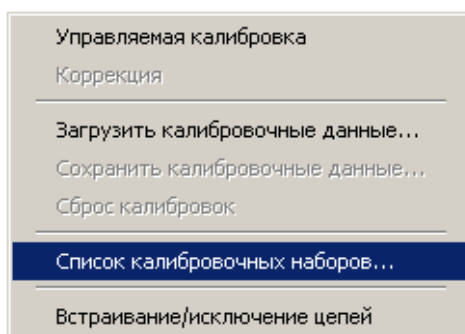 Управляемая калибровка
Коррекция
Загрузить калибровочные данные...
Сохранить калибровочные данные...
Сброс калибровок
Список калибровочных наборов...
Встраивание/исключение цепей